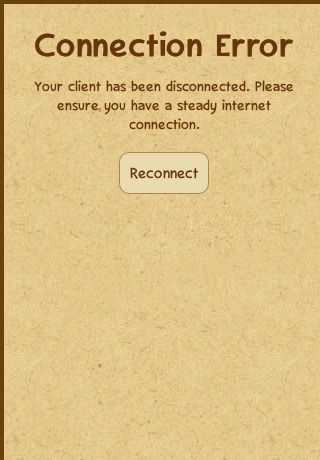 Connection Error
Your client has been disconnected. Please
ensure you have a steady internet
connection.
Reconnect